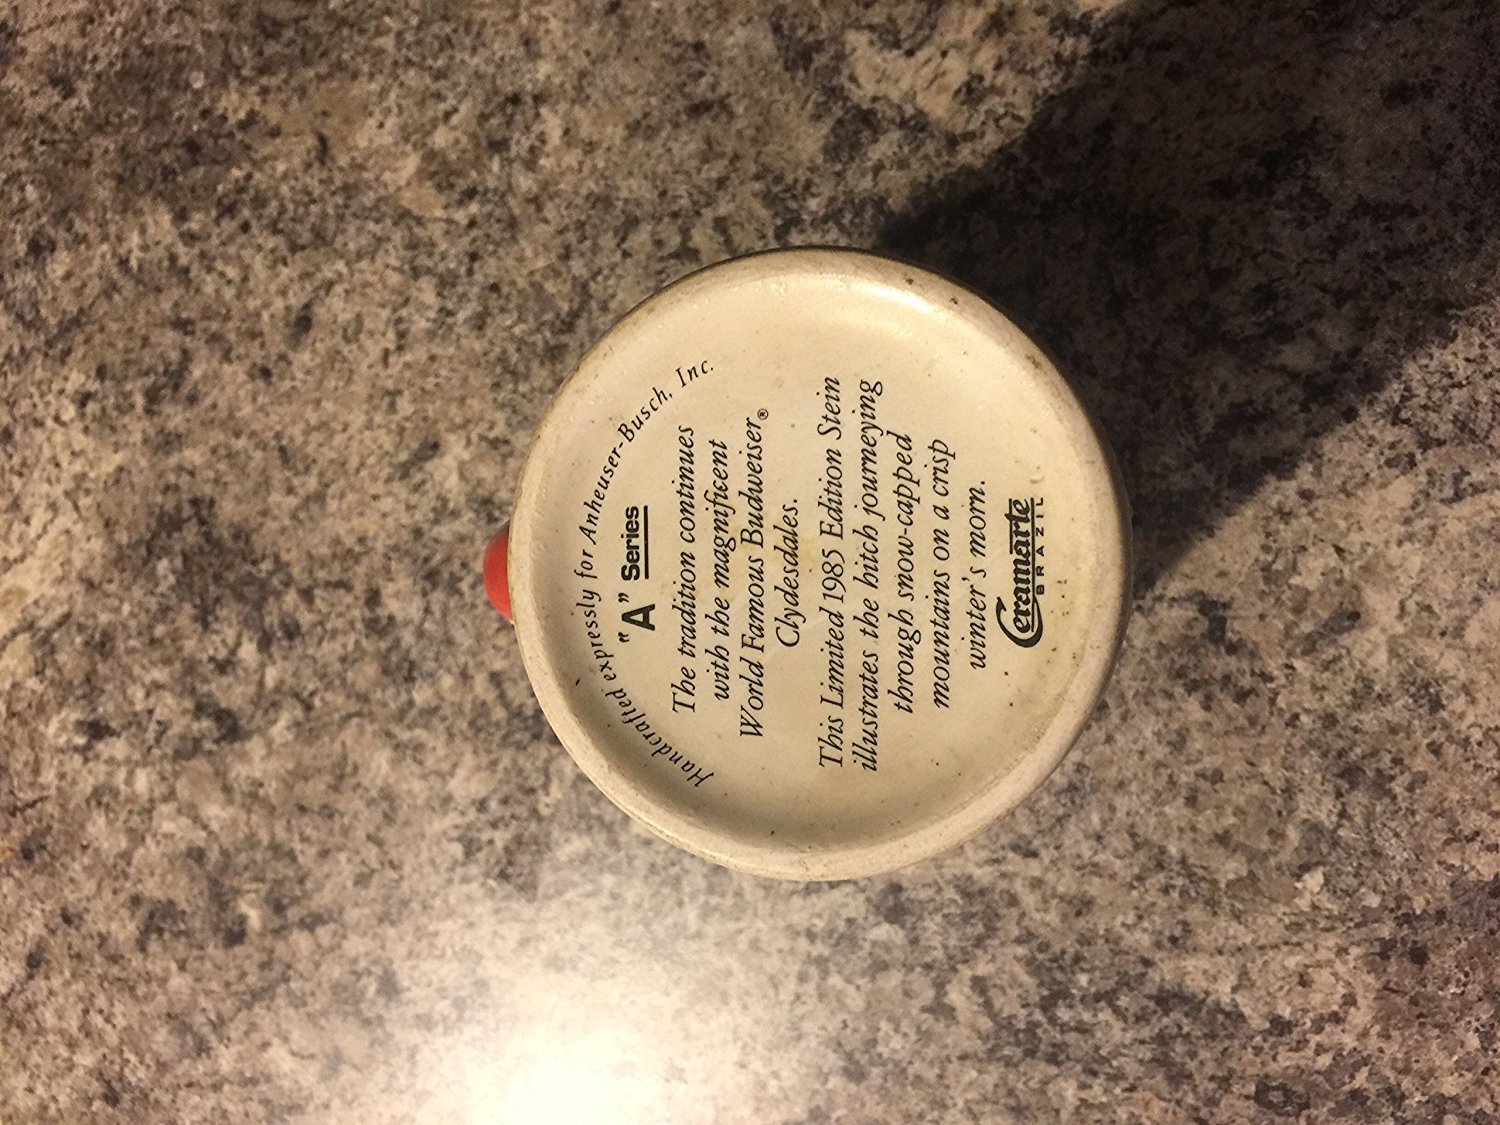 Handcrafted expressly for Anheuser-Busch, Inc.
"A" Series
The tradition continues
with the magnificent
World Famous Budweiser®
Clydesdales.
This Limited 1985 Edition Stein
illustrates the hitch journeying
through snow-capped
mountains on a crisp
winter's morn.
Ceramarte
BRAZIL